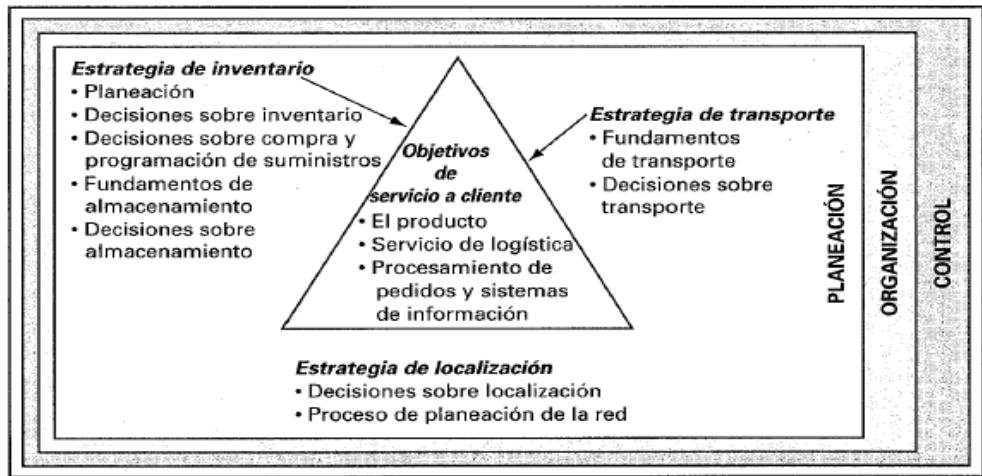 Estrategia de inventario
• Planeación
• Decisiones sobre inventario
• Decisiones sobre compra y
programación de suministros
• Fundamentos de
almacenamiento
• Decisiones sobre
almacenamiento
Objetivos
de
servicio a cliente
• El producto
• Servicio de logística
• Procesamiento de
pedidos y sistemas
de información
Estrategia de transporte
• Fundamentos
de transporte
• Decisiones sobre
transporte
Estrategia de localización
• Decisiones sobre localización
• Proceso de planeación de la red
PLANEACIÓN
ORGANIZACIÓN
CONTROL